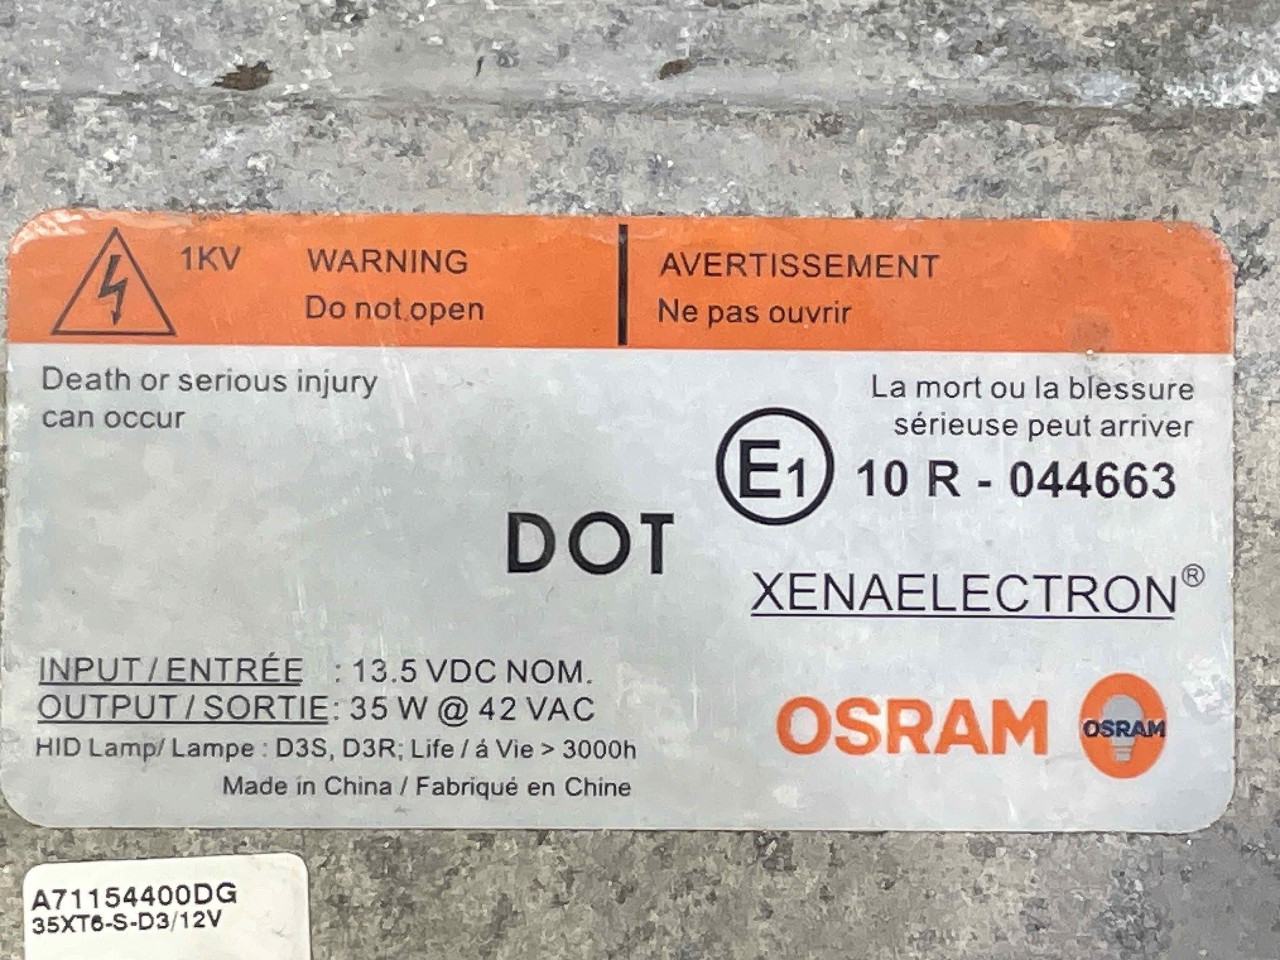 1KV WARNING AVERTISSEMENT
Do not open Ne pas ouvrir
Death or serious injury
can occur
La mort ou la blessure
sérieuse peut arriver
E1 10 R - 044663
DOT
XENAELECTRON®
INPUT / ENTRÉE : 13.5 VDC NOM.
OUTPUT / SORTIE : 35 W @ 42 VAC
HID Lamp/ Lampe : D3S, D3R; Life / á Vie > 3000h
Made in China / Fabriqué en Chine
OSRAM OSRAM
A71154400DG
35XT6-S-D3/12V